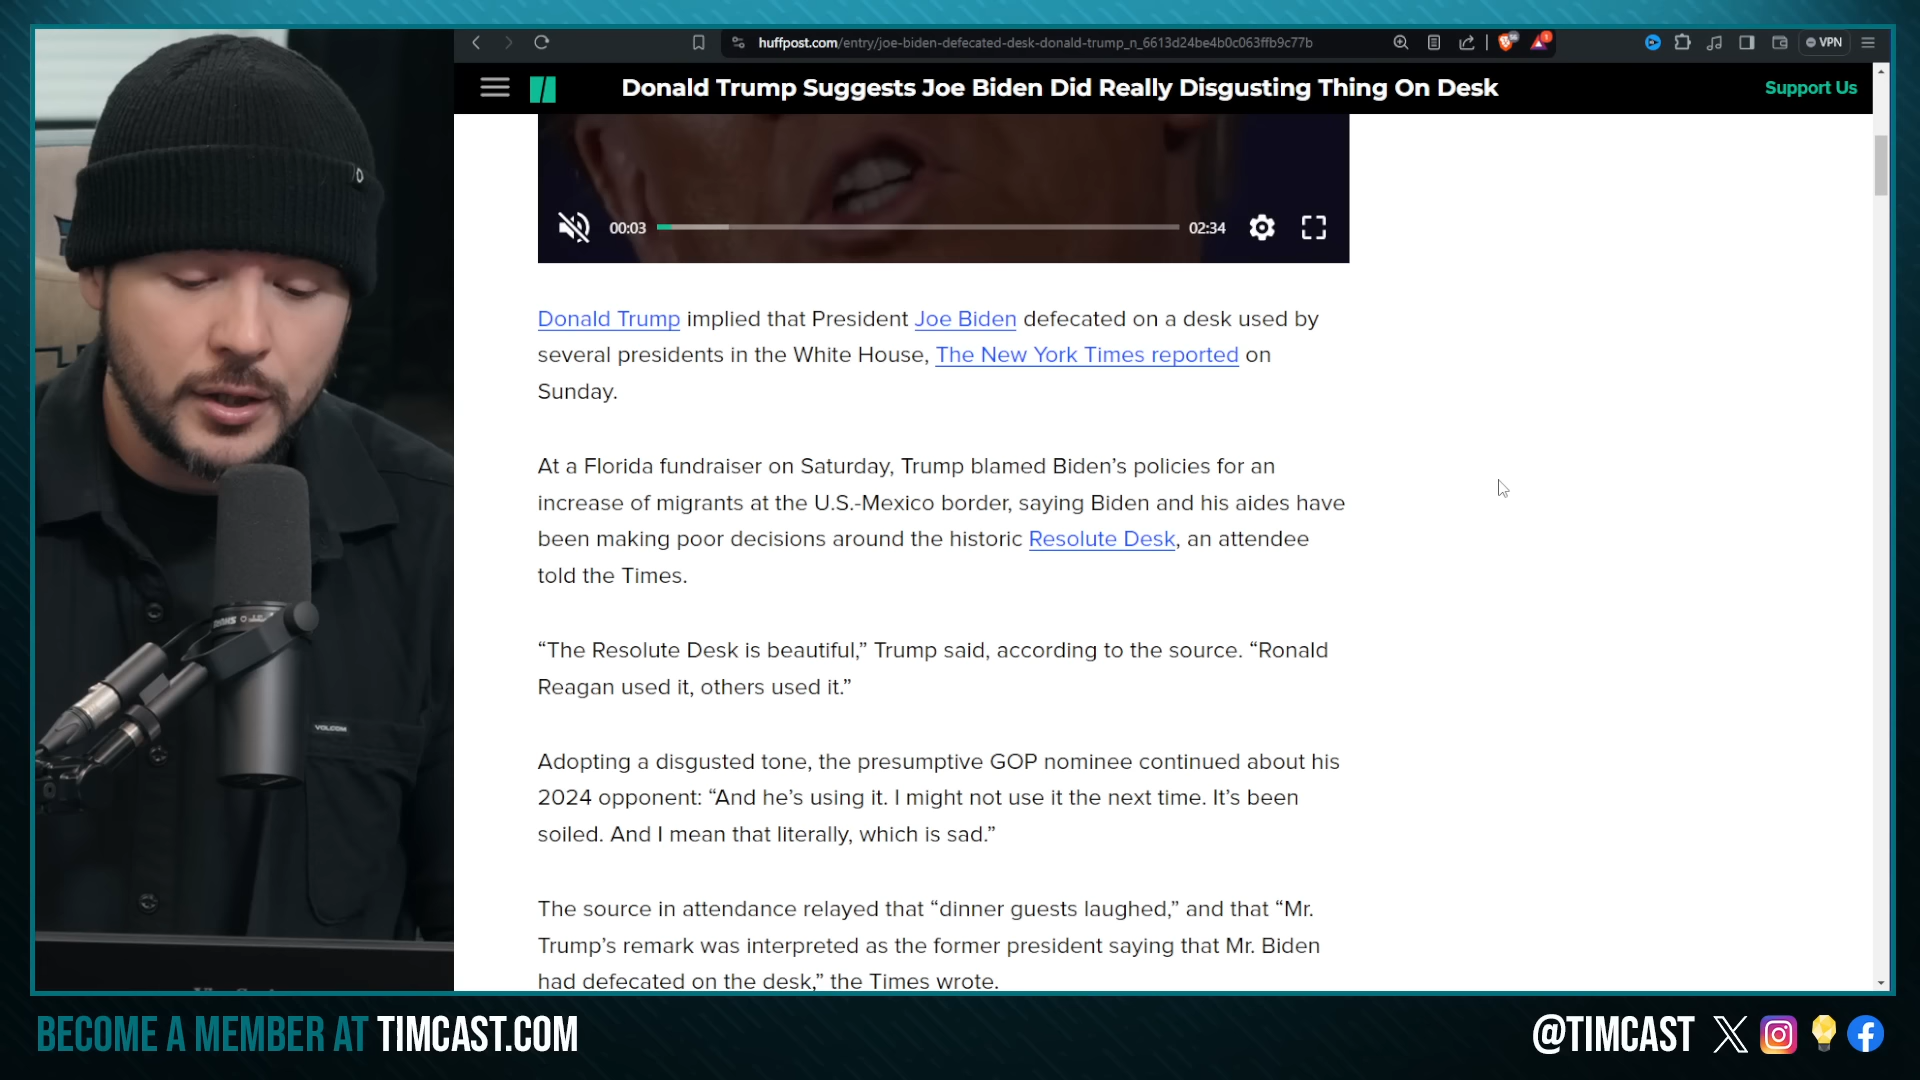 huffpost.com/entry/joe-biden-defecated-desk-donald-trump_n_6613d24be4b0c063ffb9c77b
VPN
Donald Trump Suggests Joe Biden Did Really Disgusting Thing On Desk
Support Us
00:03
02:34
Donald Trump implied that President Joe Biden defecated on a desk used by
several presidents in the White House, The New York Times reported on
Sunday.
At a Florida fundraiser on Saturday, Trump blamed Biden’s policies for an
increase of migrants at the U.S.-Mexico border, saying Biden and his aides have
been making poor decisions around the historic Resolute Desk, an attendee
told the Times.
“The Resolute Desk is beautiful,” Trump said, according to the source. “Ronald
Reagan used it, others used it.”
Adopting a disgusted tone, the presumptive GOP nominee continued about his
2024 opponent: “And he’s using it. I might not use it the next time. It’s been
soiled. And I mean that literally, which is sad.”
The source in attendance relayed that “dinner guests laughed,” and that “Mr.
Trump’s remark was interpreted as the former president saying that Mr. Biden
had defecated on the desk,” the Times wrote.
VOLCOM
BECOME A MEMBER AT TIMCAST.COM
@TIMCAST